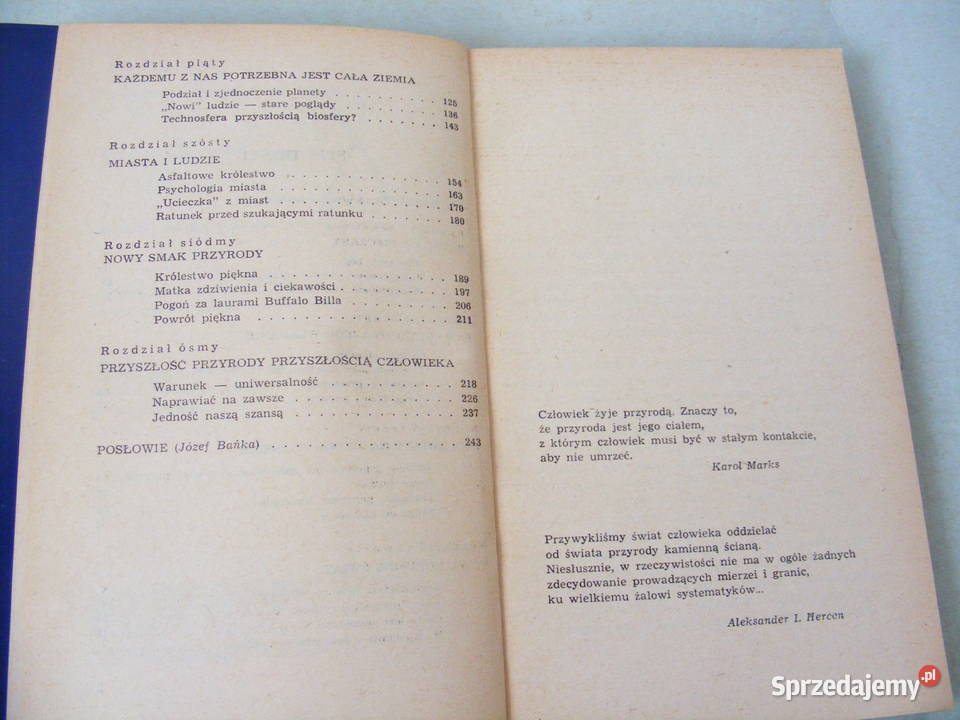 Rozdział piąty
KAŻDEMU Z NAS POTRZEBNA JEST CAŁA ZIEMIA
Podział i zjednoczenie planety . . . . . . . . . . 125
„Nowi" ludzie — stare poglądy . . . . . . . . 136
Technosfera przyszłością biosfery? . . . . . . . 143
Rozdział szósty
MIASTA I LUDZIE
Asfaltowe królestwo . . . . . . . . . . . . . 154
Psychologia miasta . . . . . . . . . . . . . 163
„Ucieczka" z miast . . . . . . . . . . . . . 170
Ratunek przed szukającymi ratunku . . . . . . . 180
Rozdział siódmy
NOWY SMAK PRZYRODY
Królestwo piękna . . . . . . . . . . . . . . 189
Matka zdziwienia i ciekawości . . . . . . . . . 197
Pogoń za laurami Buffalo Billa . . . . . . . . . 206
Powrót piękna . . . . . . . . . . . . . . . 211
Rozdział ósmy
PRZYSZŁOŚĆ PRZYRODY PRZYSZŁOŚCIĄ CZŁOWIEKA
Warunek — uniwersalność . . . . . . . . . . 218
Naprawiać na zawsze . . . . . . . . . . . . 226
Jedność naszą szansą . . . . . . . . . . . . 237
POSŁOWIE (Józef Bańka) . . . . . . . . . . . . . 243
Człowiek żyje przyrodą. Znaczy to,
że przyroda jest jego ciałem,
z którym człowiek musi być w stałym kontakcie,
aby nie umrzeć.
Karol Marks
Przywykliśmy świat człowieka oddzielać
od świata przyrody kamienną ścianą.
Niesłusznie, w rzeczywistości nie ma w ogóle żadnych
zdecydowanie prowadzących mierzei i granic,
ku wielkiemu żalowi systematyków...
Aleksander I. Hercen
Sprzedajemy.pl